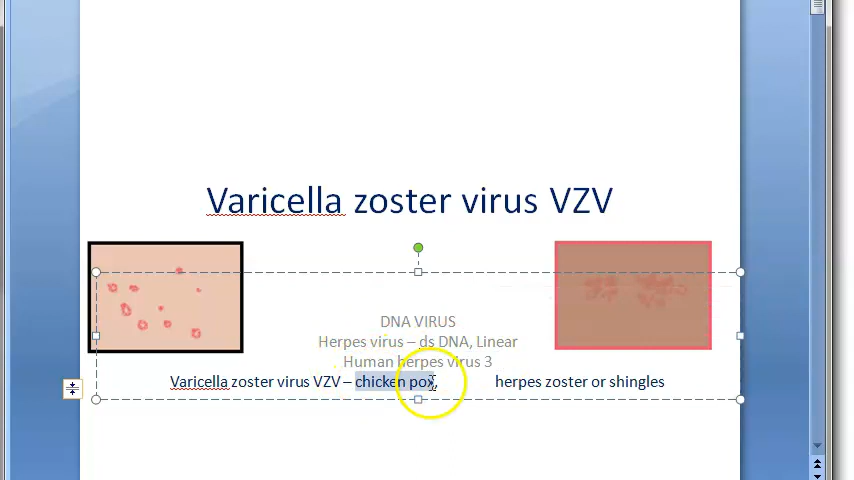 Varicella zoster virus VZV
DNA VIRUS
Herpes virus – ds DNA, Linear
Human herpes virus 3
Varicella zoster virus VZV – chicken pox, herpes zoster or shingles